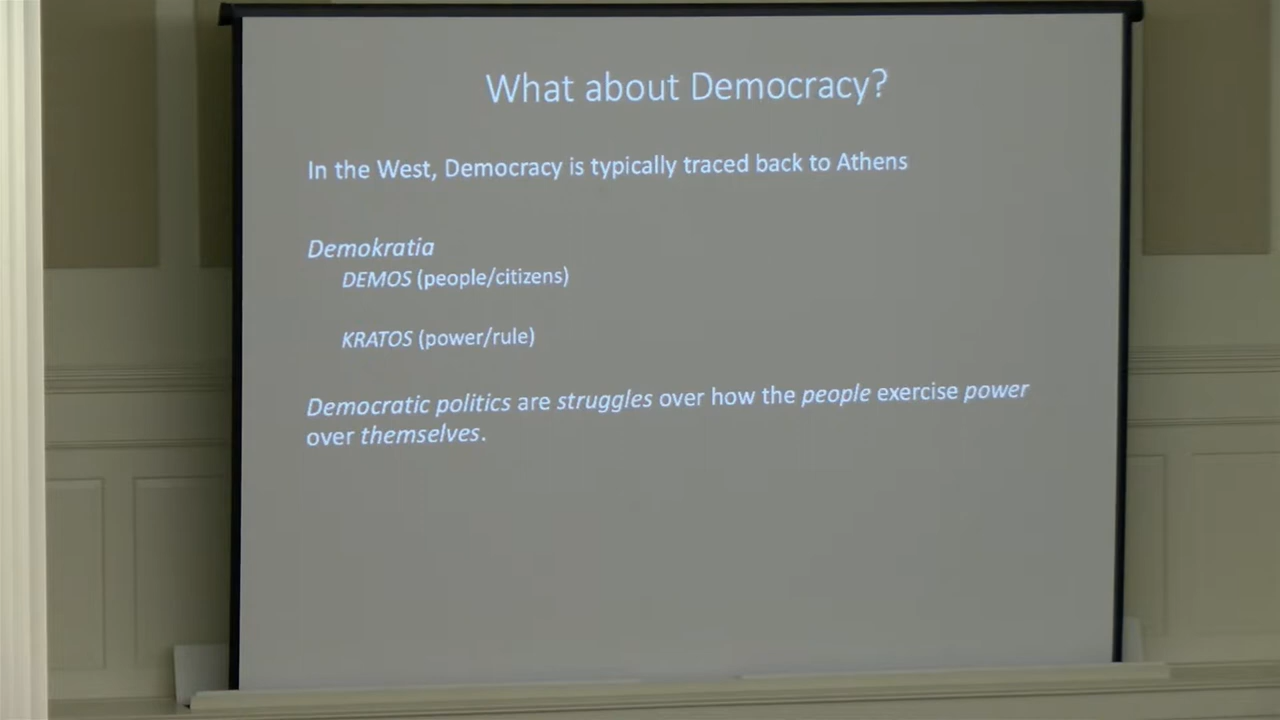 What about Democracy?
In the West, Democracy is typically traced back to Athens
Demokratia
DEMOS (people/citizens)
KRATOS (power/rule)
Democratic politics are struggles over how the people exercise power
over themselves.